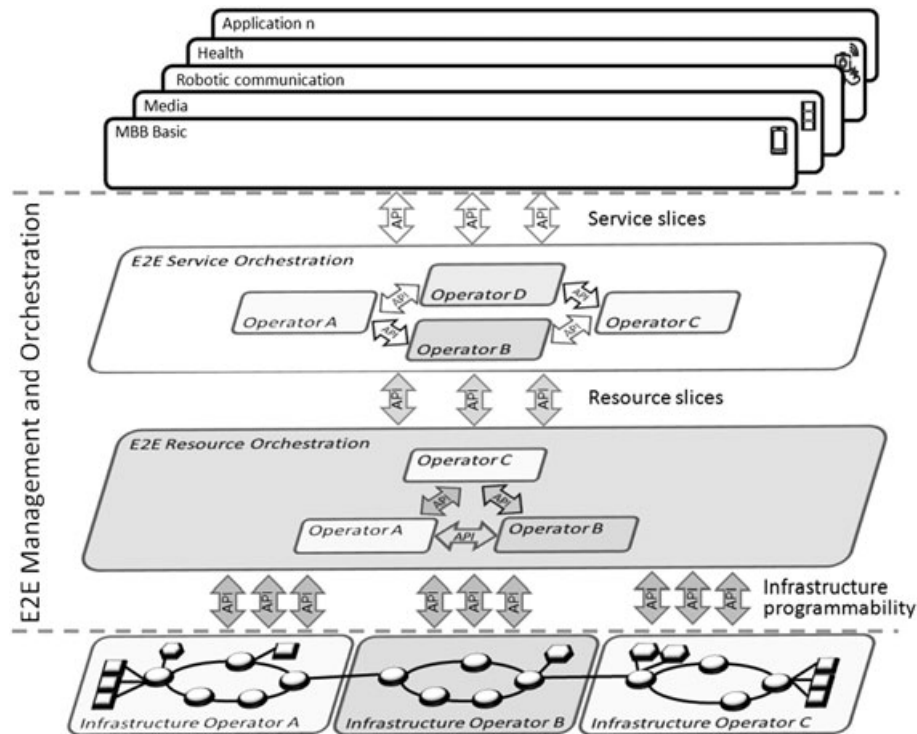 Application n
Health
Robotic communication
Media
MBB Basic
API API API
Service slices
E2E Management and Orchestration
E2E Service Orchestration
Operator D
API API
Operator A
Operator C
API API
Operator B
API API API
Resource slices
E2E Resource Orchestration
Operator C
API API
Operator A
API
Operator B
API API API API API API API API API
Infrastructure
programmability
Infrastructure Operator A
Infrastructure Operator B
Infrastructure Operator C